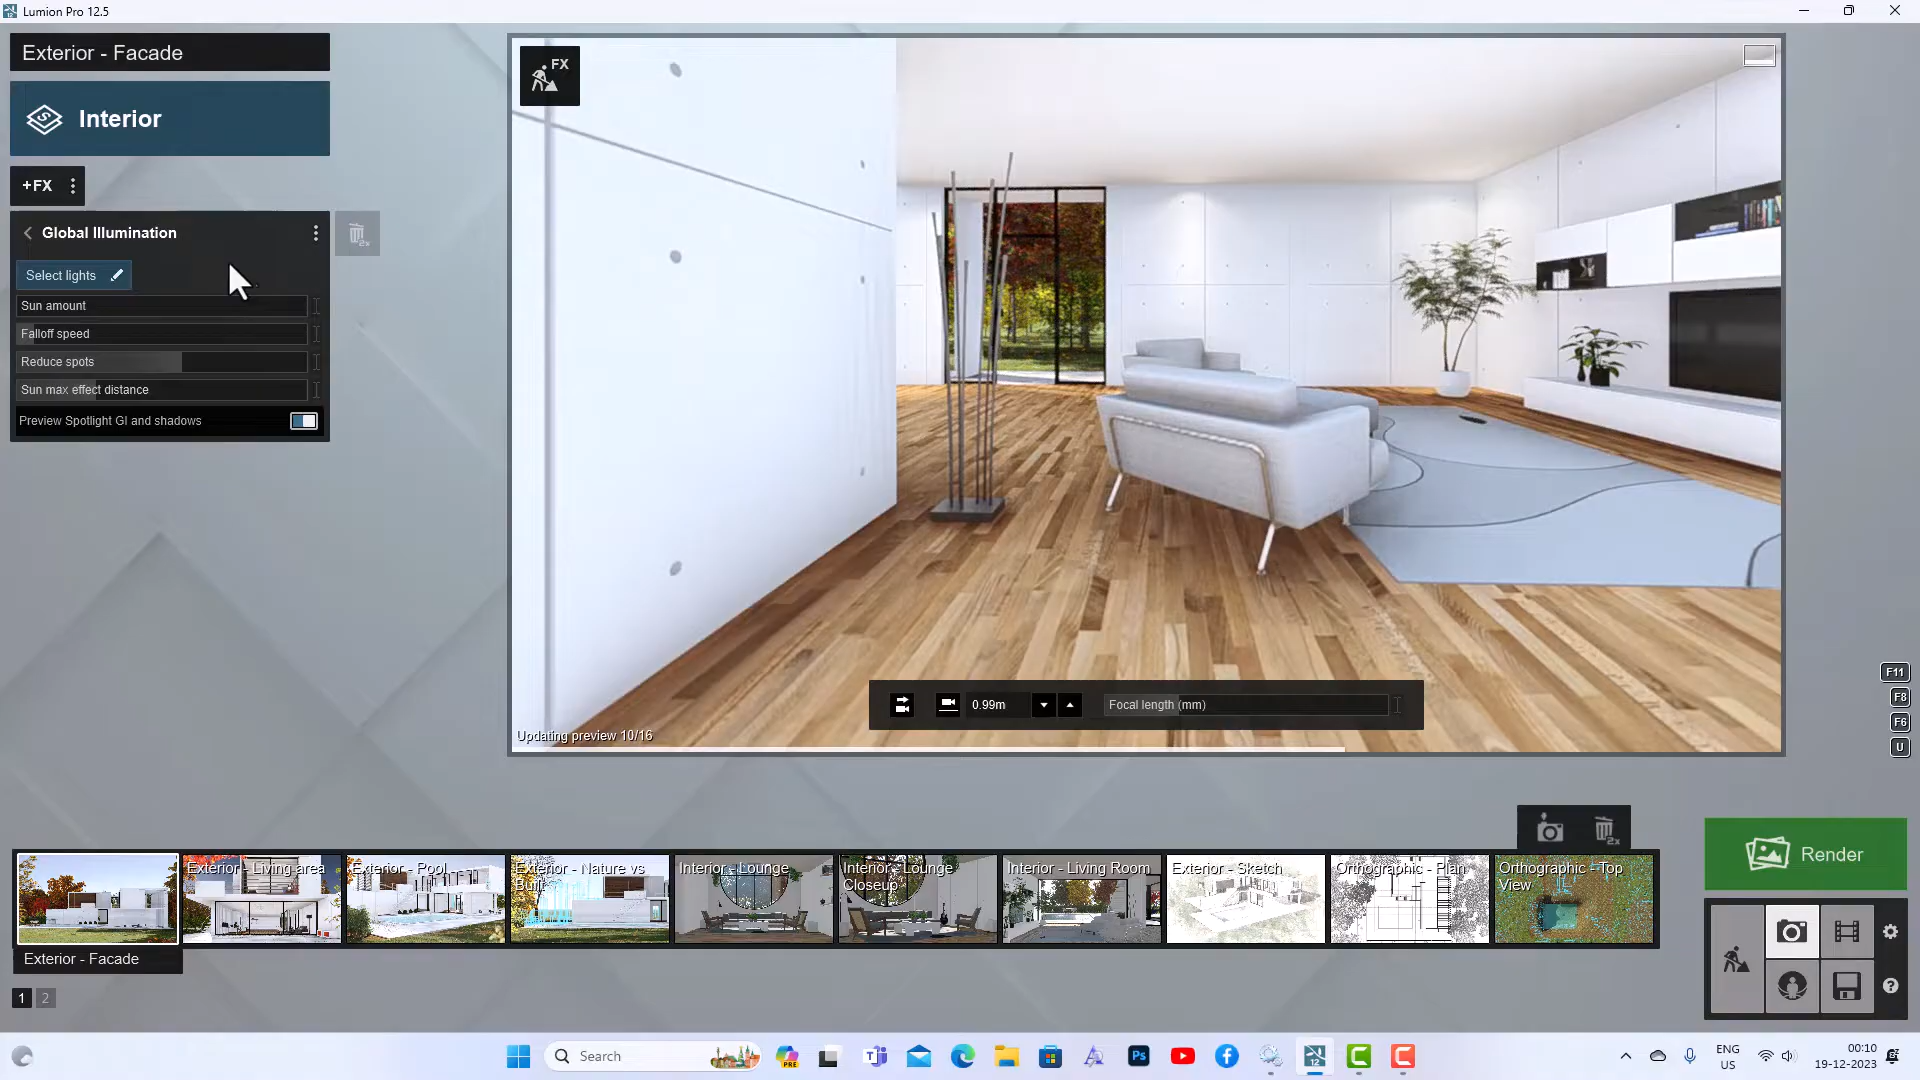 Lumion Pro 12.5
Exterior - Facade
Interior
+FX
Global Illumination
Select lights
Sun amount
Falloff speed
Reduce spots
Sun max effect distance
Preview Spotlight GI and shadows
FX
0.99m
Focal length (mm)
Updating preview 10/16
F11
F8
F6
U
Exterior - Living area
Exterior - Pool
Exterior - Nature vs
Built
Interior - Lounge
Interior - Lounge
Closeup
Interior - Living Room
Exterior - Sketch
Orthographic - Plan
Orthographic - Top
View
Exterior - Facade
1 2
Render
Search
PRE
Ps
12
ENG
US
00:10
19-12-2023